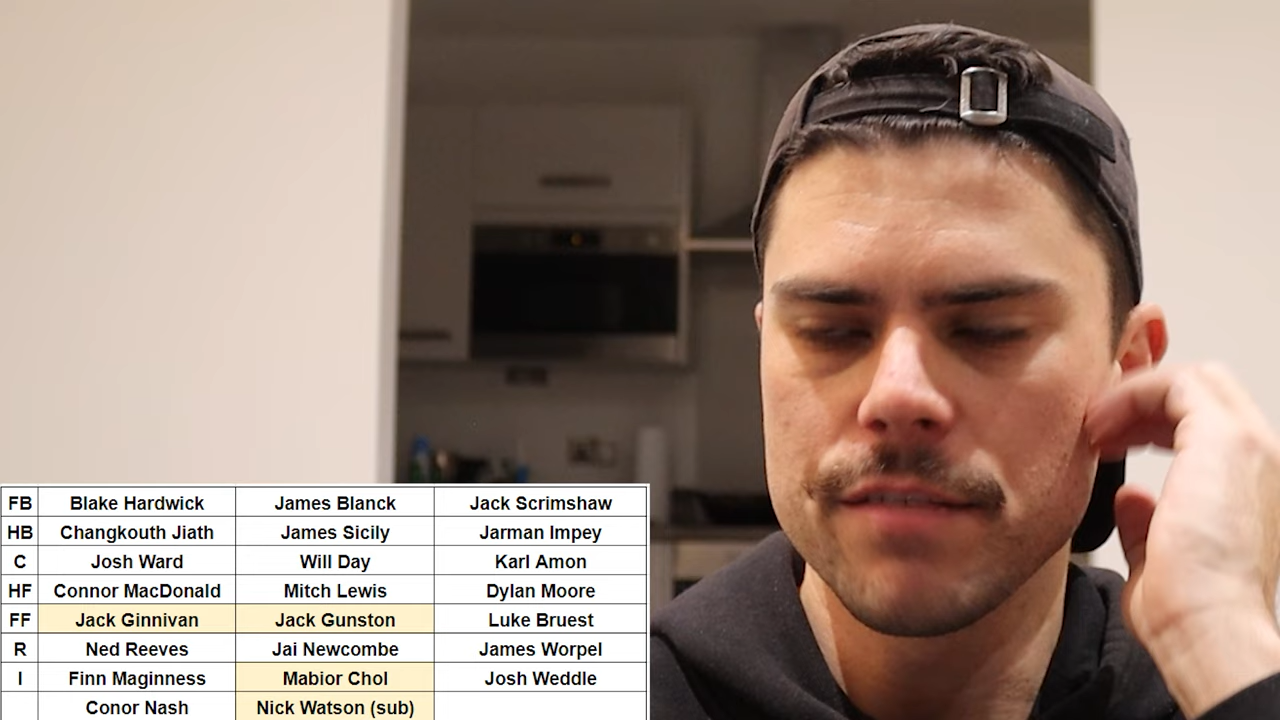 FB Blake Hardwick James Blanck Jack Scrimshaw
HB Changkouth Jiath James Sicily Jarman Impey
C Josh Ward Will Day Karl Amon
HF Connor MacDonald Mitch Lewis Dylan Moore
FF Jack Ginnivan Jack Gunston Luke Bruest
R Ned Reeves Jai Newcombe James Worpel
I Finn Maginness Mabior Chol Josh Weddle
Conor Nash Nick Watson (sub)